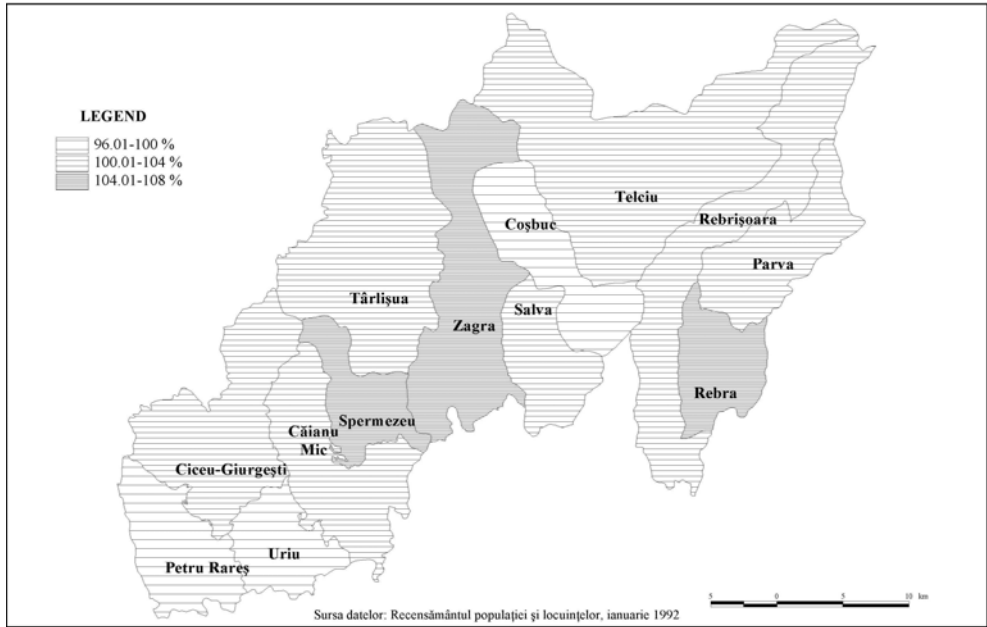 LEGEND
96.01-100 %
100.01-104 %
104.01-108 %
Telciu
Coşbuc
Rebrişoara
Parva
Târlişua
Salva
Zagra
Rebra
Spermezeu
Căianu
Mic
Ciceu-Giurgeşti
Uriu
Petru Rareş
5 0 5 10 km
Sursa datelor: Recensământul populaţiei şi locuinţelor, ianuarie 1992